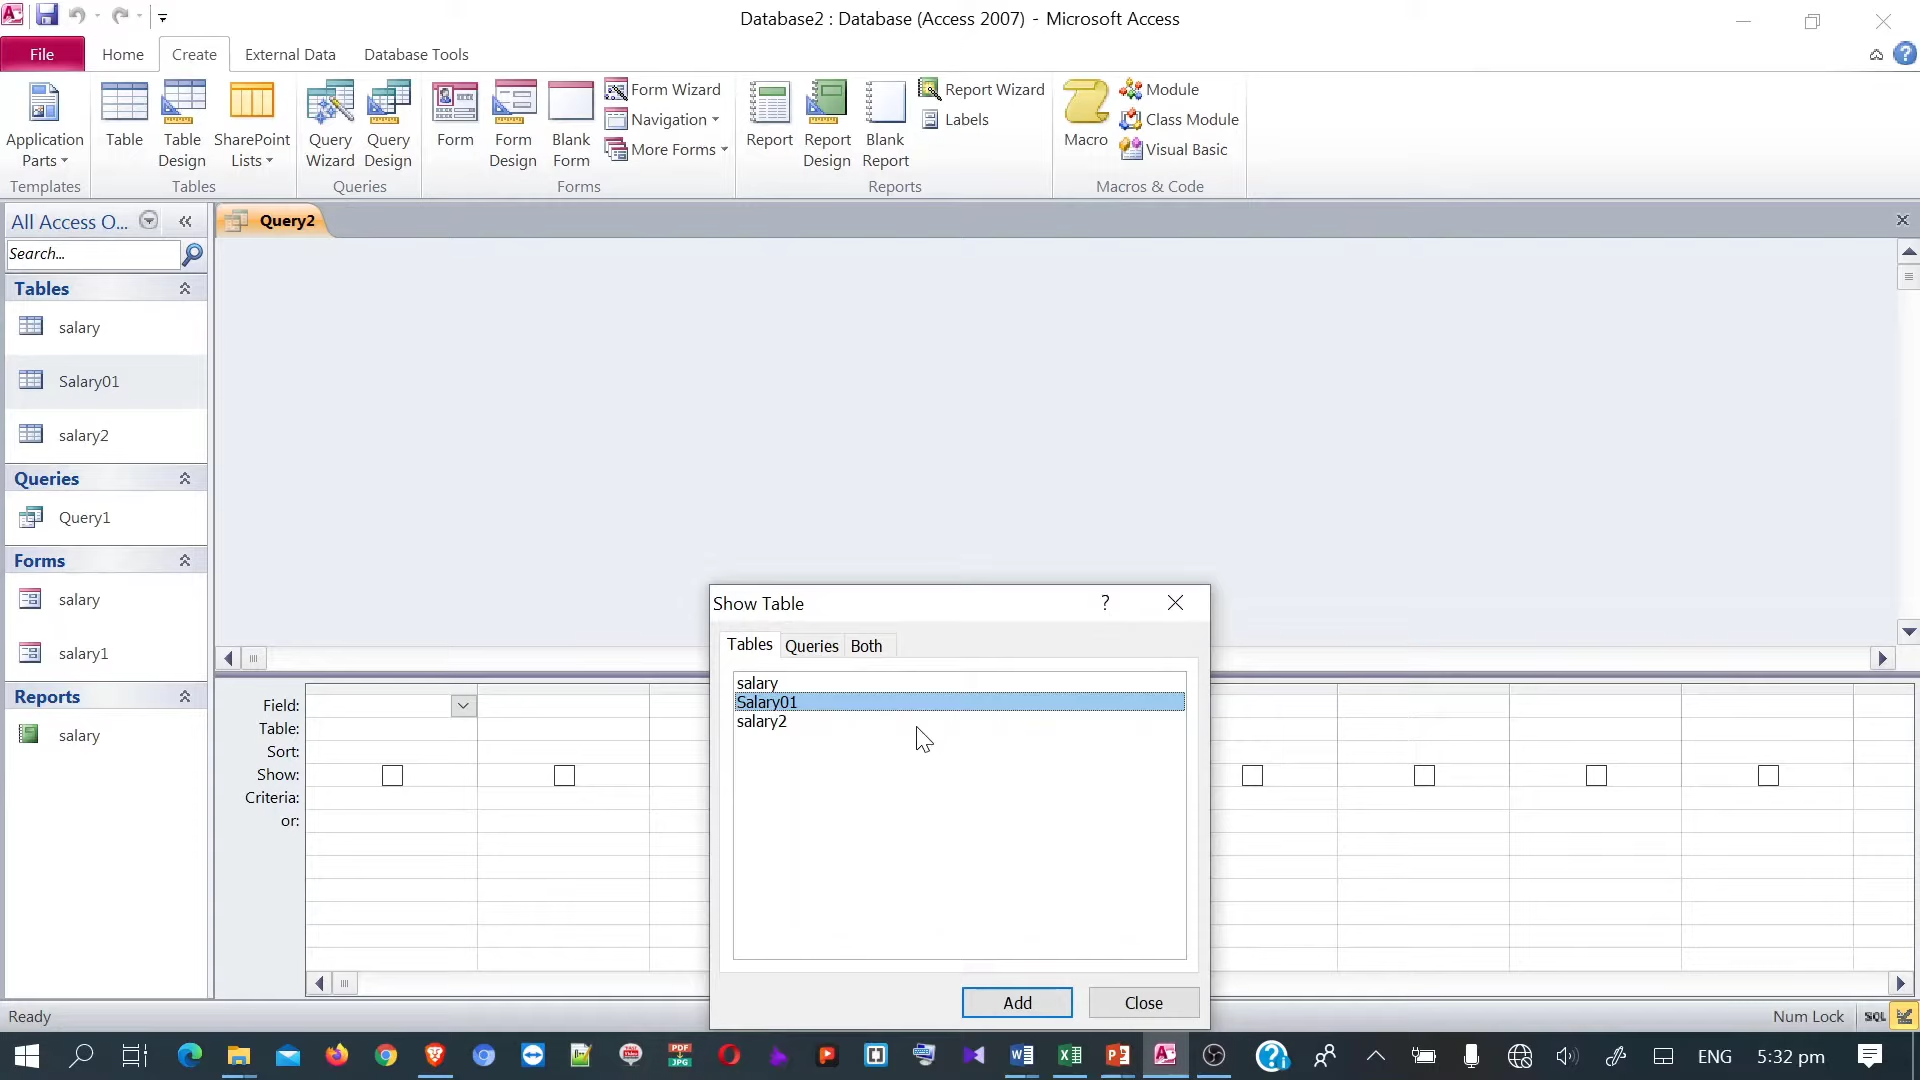 Database2 : Database (Access 2007) - Microsoft Access
File Home Create External Data Database Tools
Application Parts
Table
Table Design
SharePoint Lists
Query Wizard
Query Design
Form
Form Design
Blank Form
Form Wizard
Navigation
More Forms
Report
Report Design
Blank Report
Report Wizard
Labels
Macro
Module
Class Module
Visual Basic
Templates Tables Queries Forms Reports Macros & Code
All Access O...
Query2
Search...
Tables
salary
Salary01
salary2
Queries
Query1
Forms
salary
salary1
Reports
salary
Field:
Table:
Sort:
Show:
Criteria:
or:
Show Table
?
Tables Queries Both
salary
Salary01
salary2
Add Close
Ready Num Lock SQL
ENG 5:32 pm